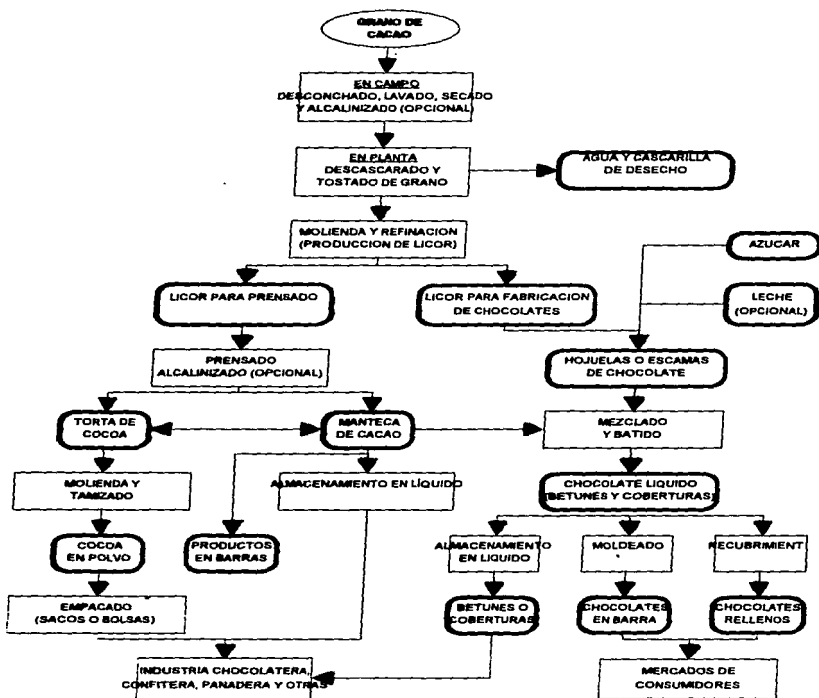 GRANO DE
CACAO
EN CAMPO
DESCONCHADO, LAVADO, SECADO
Y ALCALINIZADO (OPCIONAL)
EN PLANTA
DESCASCARADO Y
TOSTADO DE GRANO
AGUA Y CASCARILLA
DE DESECHO
MOLIENDA Y REFINACION
(PRODUCCION DE LICOR)
AZUCAR
LICOR PARA PRENSADO
LICOR PARA FABRICACION
DE CHOCOLATES
LECHE
(OPCIONAL)
PRENSADO
ALCALINIZADO (OPCIONAL)
HOJUELAS O ESCAMAS
DE CHOCOLATE
TORTA DE
COCOA
MANTECA
DE CACAO
MEZCLADO
Y BATIDO
MOLIENDA Y
TAMIZADO
ALMACENAMIENTO EN LÍQUIDO
CHOCOLATE LIQUIDO
(BETUNES Y COBERTURAS)
COCOA
EN POLVO
PRODUCTOS
EN BARRAS
ALMACENAMIENTO
EN LIQUIDO
MOLDEADO
RECUBRIMIENT
EMPACADO
(SACOS O BOLSAS)
BETUNES O
COBERTURAS
CHOCOLATES
EN BARRA
CHOCOLATES
RELLENOS
INDUSTRIA CHOCOLATERA,
CONFITERA, PANADERA Y OTRAS
MERCADOS DE
CONSUMIDORES